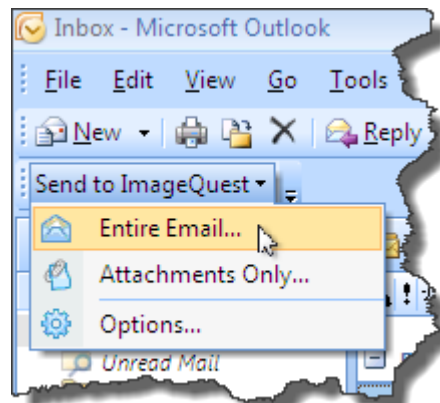 Inbox - Microsoft Outlook
File Edit View Go Tools
New Reply
Send to ImageQuest
Entire Email...
Attachments Only...
Options...
Unread Mail